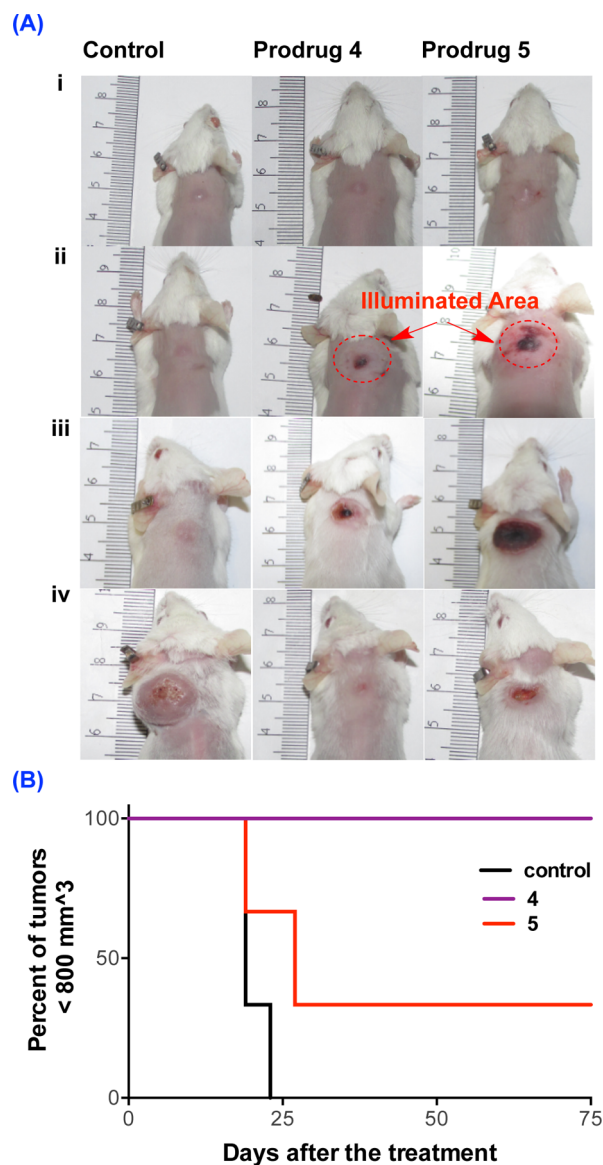 (A)
Control Prodrug 4 Prodrug 5
i
ii
Illuminated Area
iii
iv
(B)
100
50
0
Percent of tumors
< 800 mm^3
control
4
5
0 25 50 75
Days after the treatment